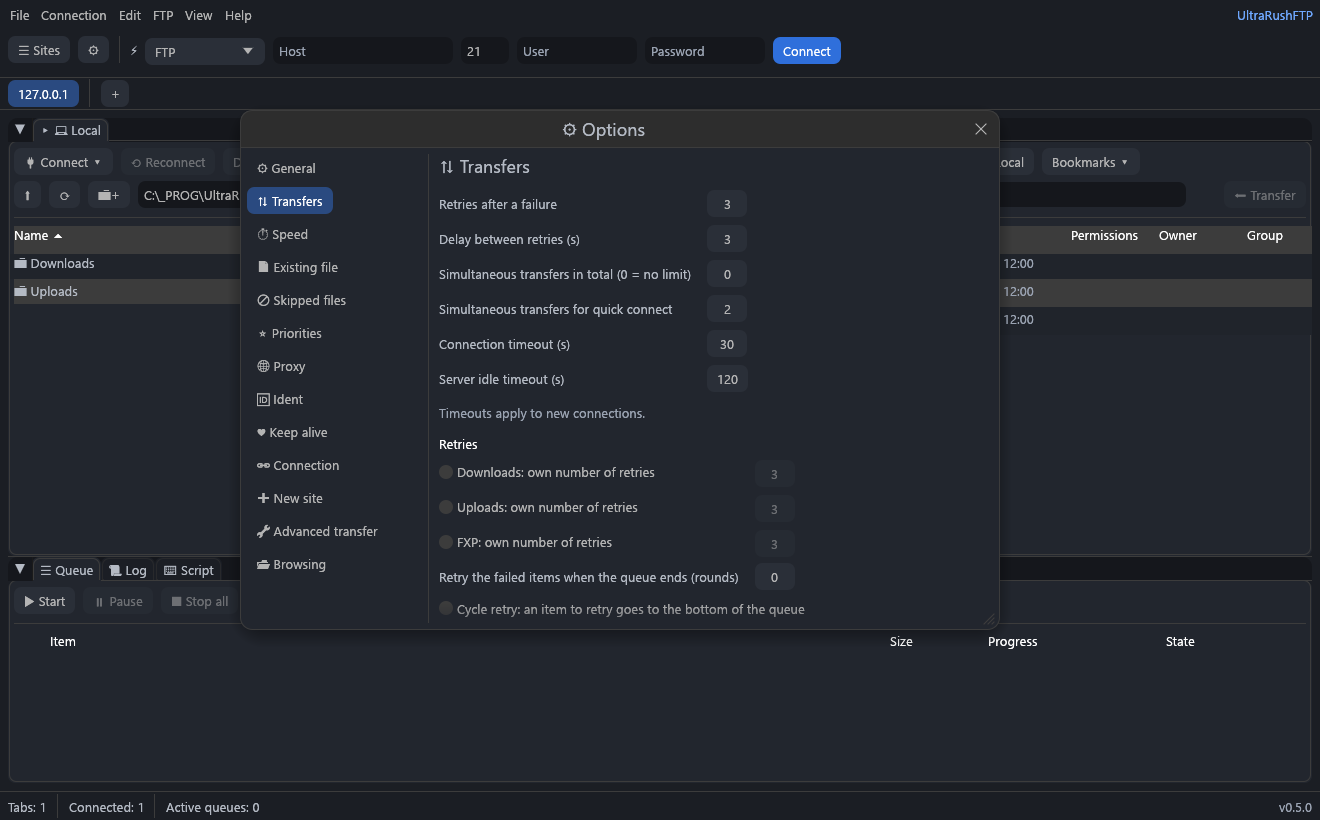 File Connection Edit FTP View Help UltraRushFTP
Sites FTP Host 21 User Password Connect
127.0.0.1 +
Local
Connect Reconnect Bookmarks
C:\_PROG\UltraR Transfer
Name Permissions Owner Group
Downloads 12:00
Uploads 12:00
12:00
Options
General
Transfers
Speed
Existing file
Skipped files
Priorities
Proxy
Ident
Keep alive
Connection
New site
Advanced transfer
Browsing
Transfers
Retries after a failure 3
Delay between retries (s) 3
Simultaneous transfers in total (0 = no limit) 0
Simultaneous transfers for quick connect 2
Connection timeout (s) 30
Server idle timeout (s) 120
Timeouts apply to new connections.
Retries
Downloads: own number of retries 3
Uploads: own number of retries 3
FXP: own number of retries 3
Retry the failed items when the queue ends (rounds) 0
Cycle retry: an item to retry goes to the bottom of the queue
Queue Log Script
Start Pause Stop all
Item Size Progress State
Tabs: 1 Connected: 1 Active queues: 0 v0.5.0